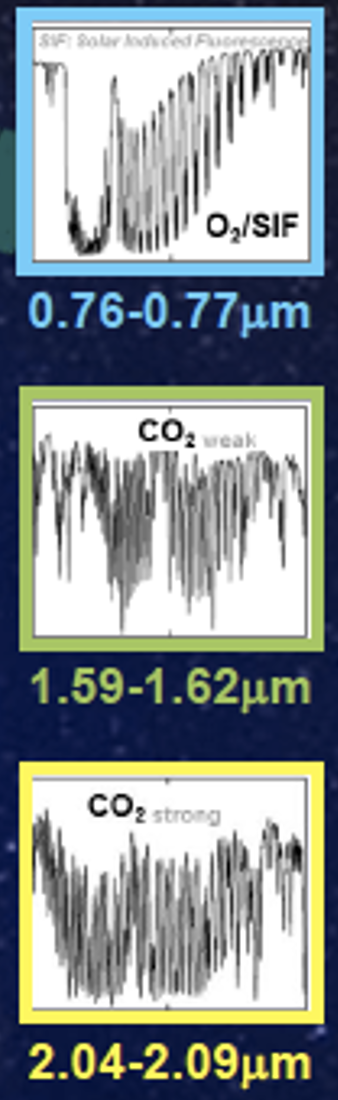 SIF: Solar Induced Fluorescence
O₂/SIF
0.76-0.77μm
CO₂ weak
1.59-1.62μm
CO₂ strong
2.04-2.09μm